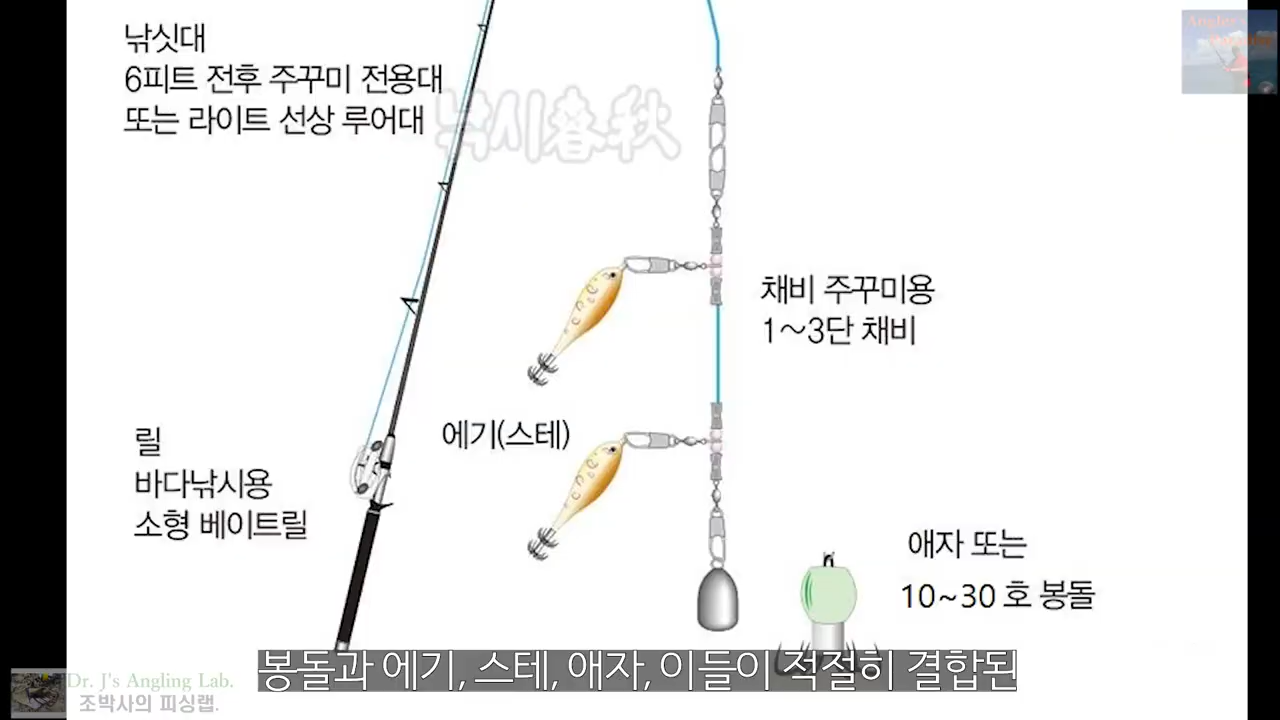 낚싯대
6피트 전후 주꾸미 전용대
또는 라이트 선상 루어대
낚시春秋
Angler's
Paradise
채비 주꾸미용
1~3단 채비
에기(스테)
릴
바다낚시용
소형 베이트릴
애자 또는
10~30 호 봉돌
봉돌과 에기, 스테, 애자, 이들이 적절히 결합된
Dr. J's Angling Lab.
조박사의 피싱랩.